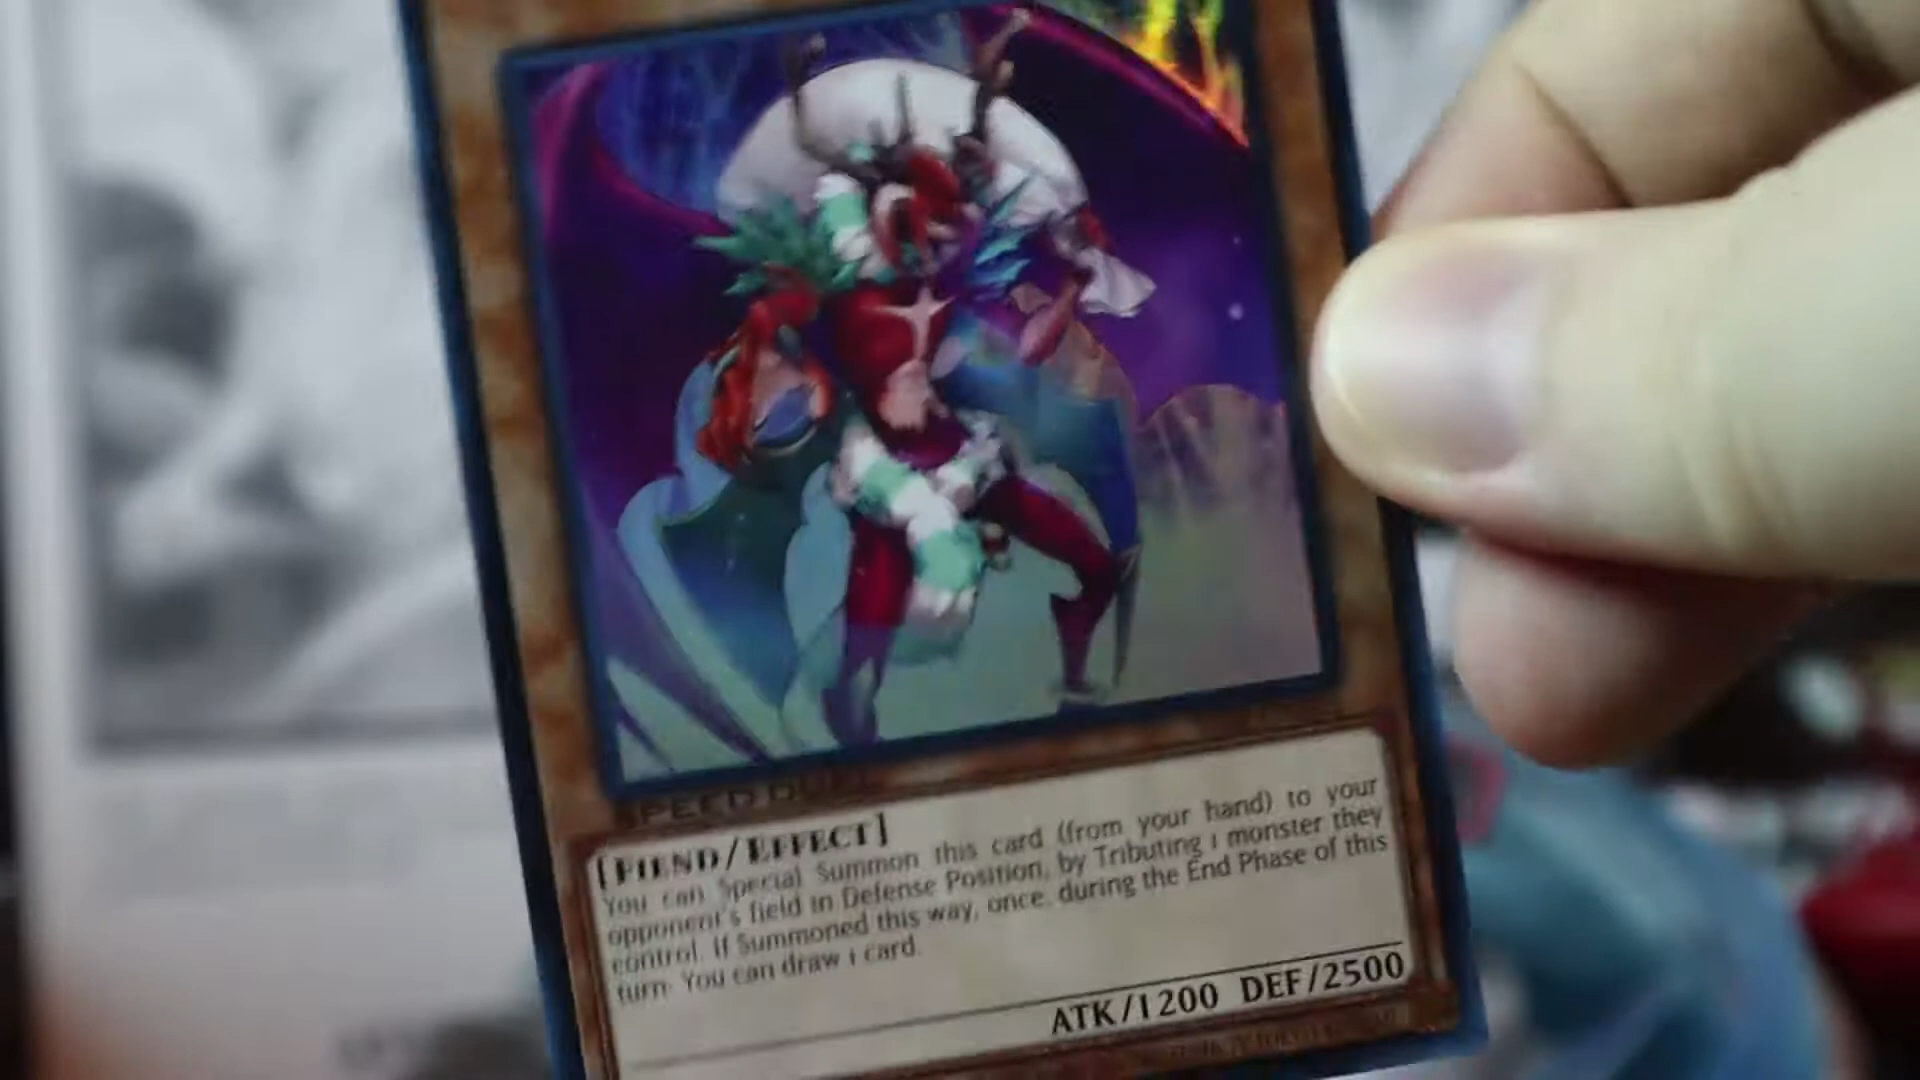 SPEED DUEL
[FIEND/EFFECT]
You can Special Summon this card (from your hand) to your
opponent's field in Defense Position, by Tributing 1 monster they
control. If Summoned this way, once, during the End Phase of this
turn: You can draw 1 card.
ATK/1200 DEF/2500